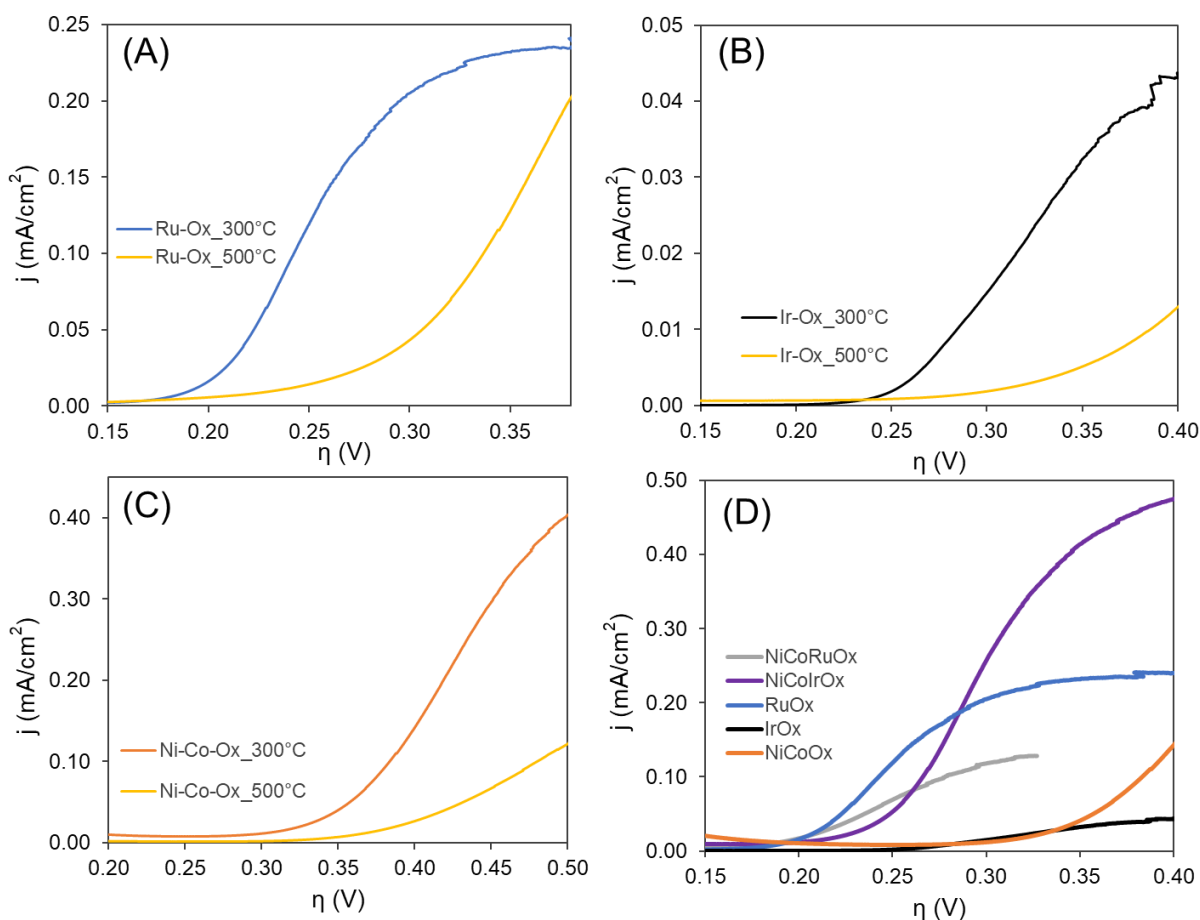 (A)
0.25
0.20
0.15
0.10
0.05
0.00
j (mA/cm²)
Ru-Ox_300°C
Ru-Ox_500°C
0.15 0.20 0.25 0.30 0.35
η (V)
(B)
0.05
0.04
0.03
0.02
0.01
0.00
j (mA/cm²)
Ir-Ox_300°C
Ir-Ox_500°C
0.15 0.20 0.25 0.30 0.35 0.40
η (V)
(C)
0.40
0.30
0.20
0.10
0.00
j (mA/cm²)
Ni-Co-Ox_300°C
Ni-Co-Ox_500°C
0.20 0.30 0.40 0.50
η (V)
(D)
0.50
0.40
0.30
0.20
0.10
0.00
j (mA/cm²)
NiCoRuOx
NiCoIrOx
RuOx
IrOx
NiCoOx
0.15 0.20 0.25 0.30 0.35 0.40
η (V)